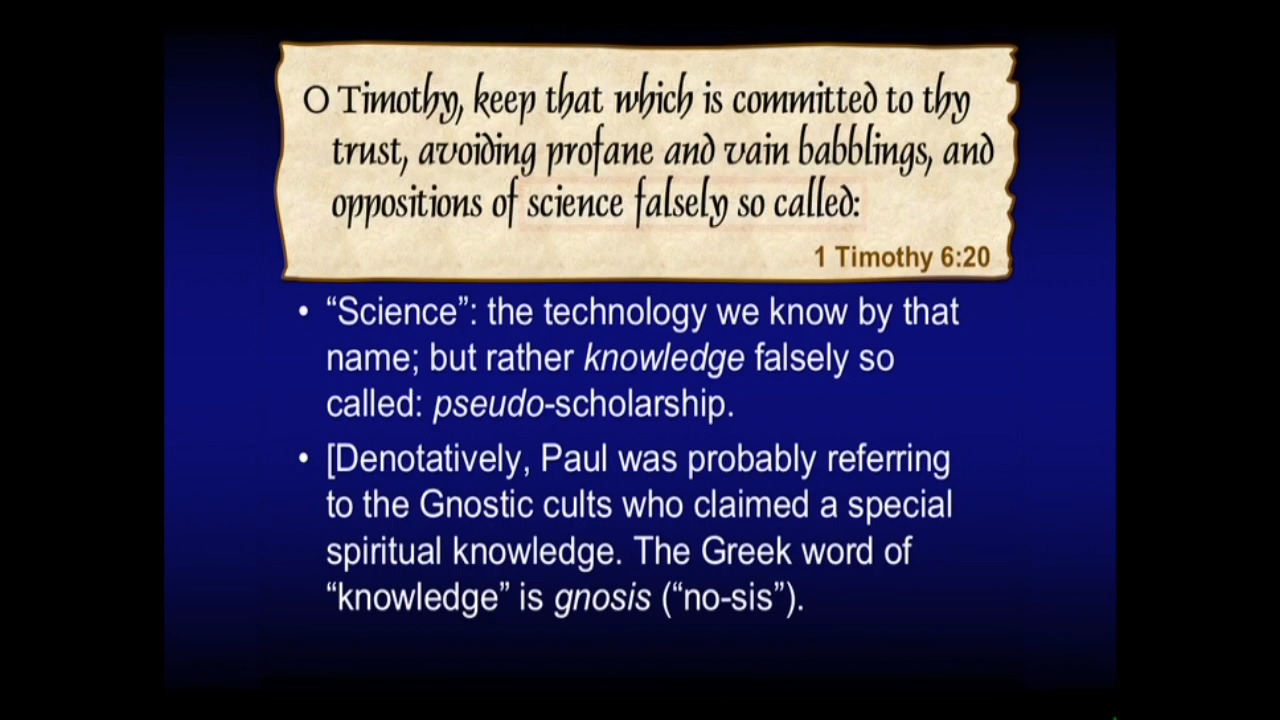 O Timothy, keep that which is committed to thy
trust, avoiding profane and vain babblings, and
oppositions of science falsely so called:
1 Timothy 6:20
• “Science”: the technology we know by that
name; but rather knowledge falsely so
called: pseudo-scholarship.
• [Denotatively, Paul was probably referring
to the Gnostic cults who claimed a special
spiritual knowledge. The Greek word of
“knowledge” is gnosis (“no-sis”).